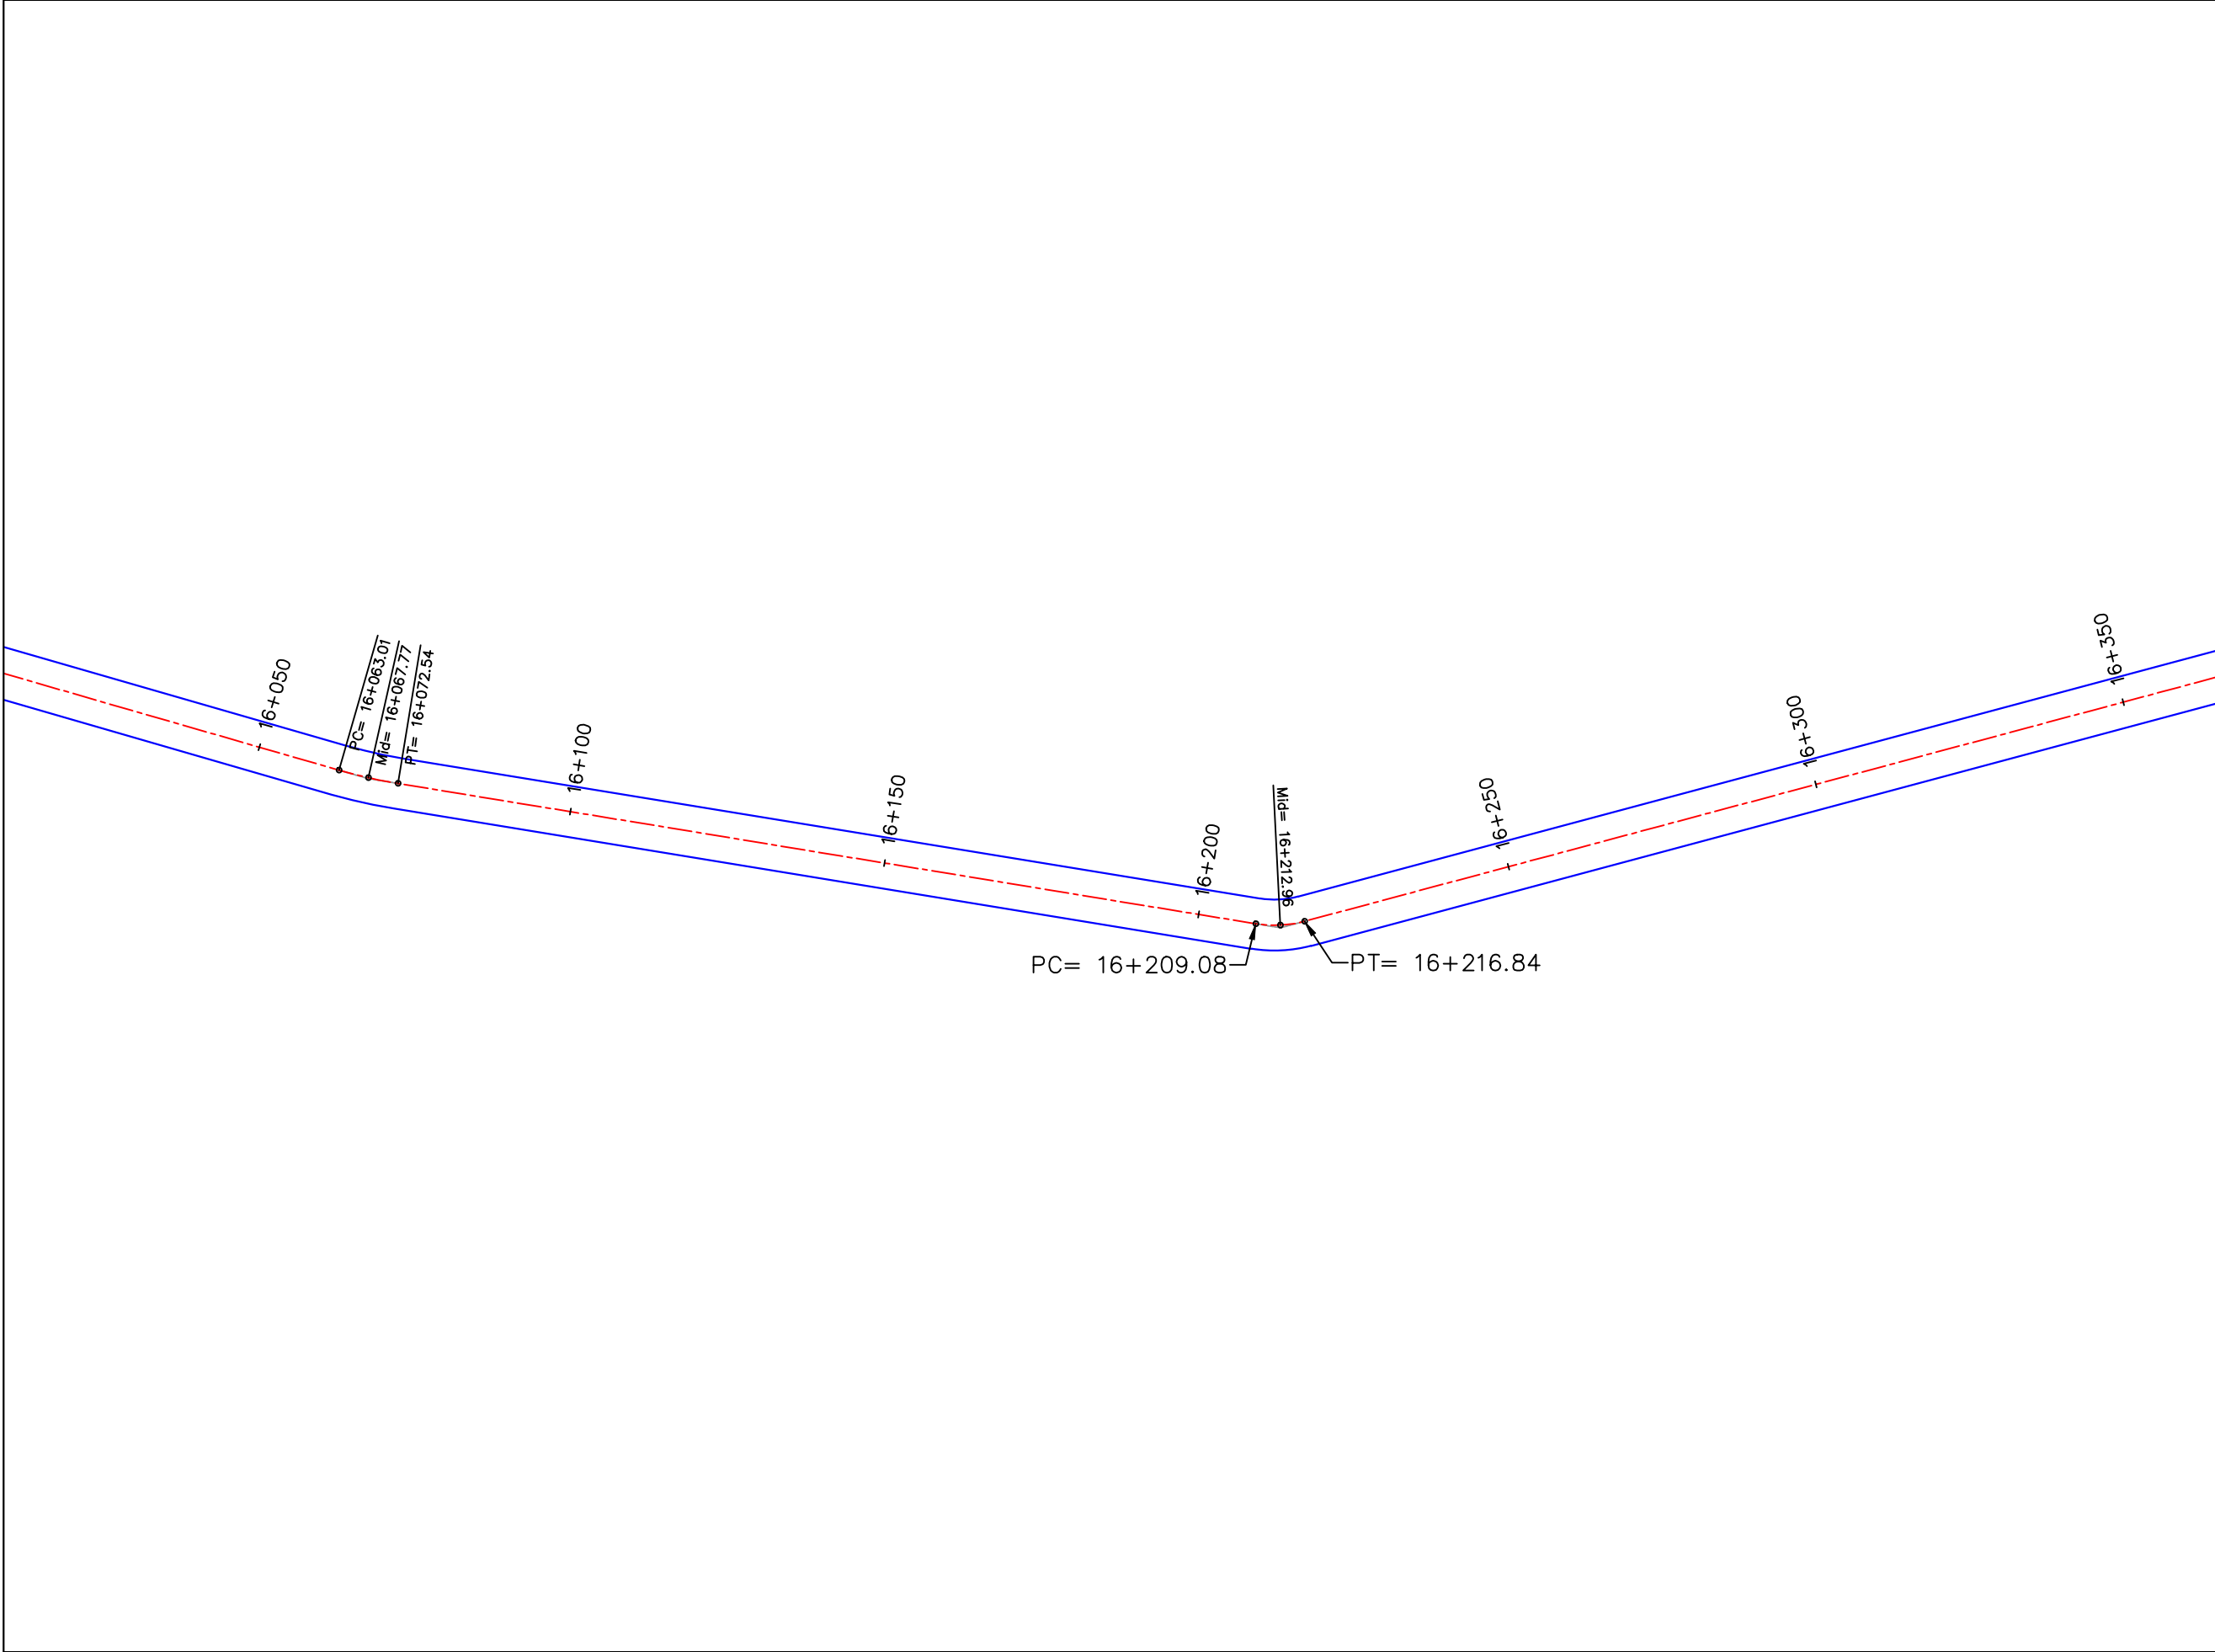 16+050
PC= 16+063.01
Mid= 16+067.77
PT= 16+072.54
16+100
16+150
16+200
PC= 16+209.08
Mid= 16+212.96
PT= 16+216.84
16+250
16+300
16+350